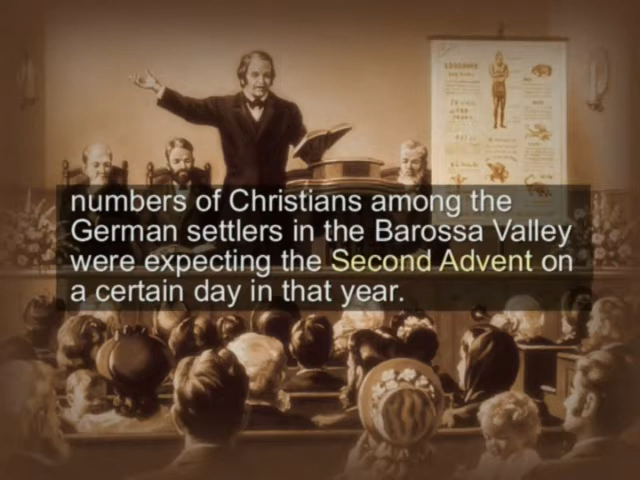 numbers of Christians among the
German settlers in the Barossa Valley
were expecting the Second Advent on
a certain day in that year.